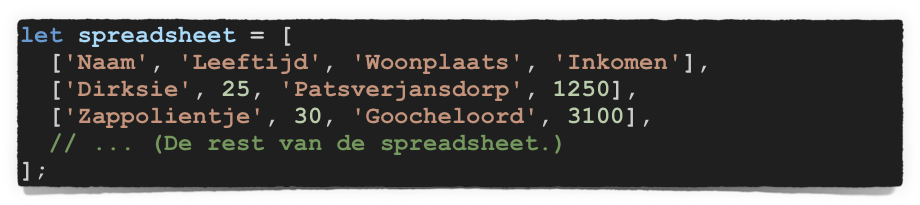 let spreadsheet = [
  ['Naam', 'Leeftijd', 'Woonplaats', 'Inkomen'],
  ['Dirksie', 25, 'Patsverjansdorp', 1250],
  ['Zappolientje', 30, 'Goocheloord', 3100],
  // ... (De rest van de spreadsheet.)
];